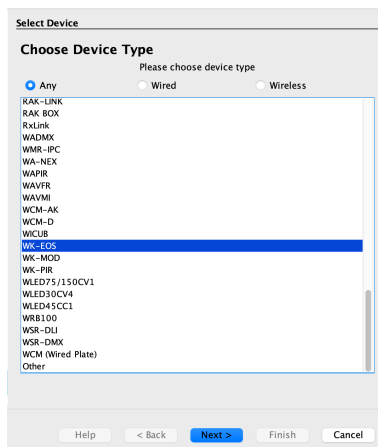 Select Device
Choose Device Type
Please choose device type
Any Wired Wireless
RAK-LINK
RAK BOX
RxLink
WADMX
WMR-IPC
WA-NEX
WAPIR
WAVFR
WAVMI
WCM-AK
WCM-D
WICUB
WK-EOS
WK-MOD
WK-PIR
WLED75/150CV1
WLED30CV4
WLED45CC1
WRB100
WSR-DLI
WSR-DMX
WCM (Wired Plate)
Other
Help < Back Next > Finish Cancel